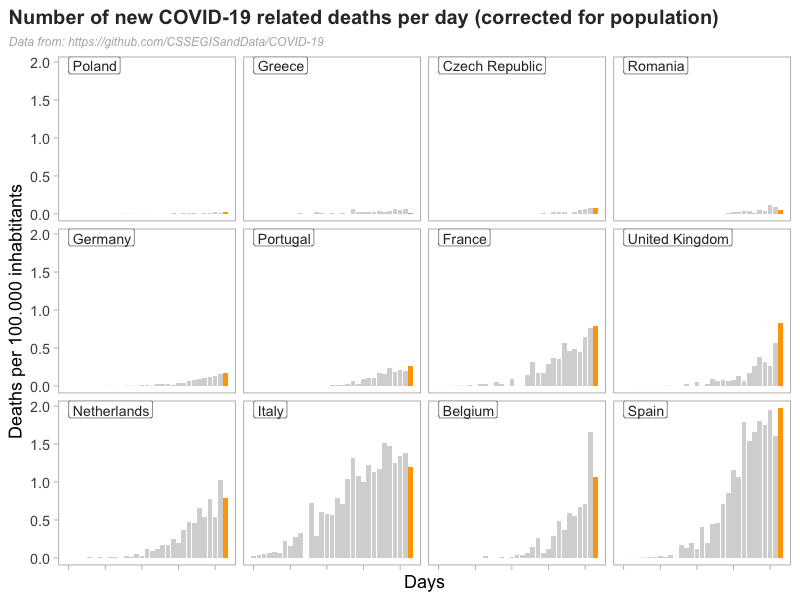 Number of new COVID-19 related deaths per day (corrected for population)
Data from: https://github.com/CSSEGISandData/COVID-19
Deaths per 100.000 inhabtitants
2.0
1.5
1.0
0.5
0.0
Poland
Greece
Czech Republic
Romania
2.0
1.5
1.0
0.5
0.0
Germany
Portugal
France
United Kingdom
2.0
1.5
1.0
0.5
0.0
Netherlands
Italy
Belgium
Spain
Days